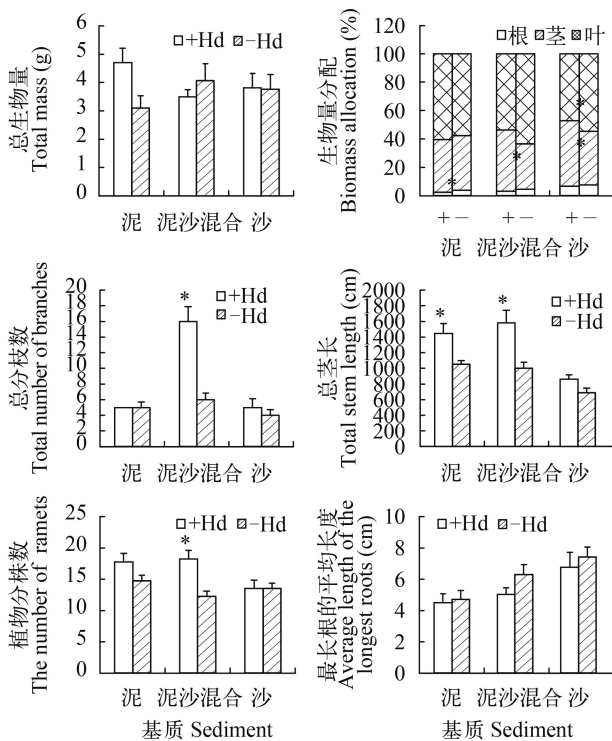 总生物量
Total mass (g)
6
5
4
3
2
1
0
+Hd −Hd
泥 泥沙混合 沙
生物量分配
Biomass allocation (%)
120
100
80
60
40
20
0
根 茎 叶
*
*
*
*
+ − + − + −
泥 泥沙混合 沙
总分枝数
Total number of branches
20
16
12
8
4
0
+Hd
−Hd
*
泥 泥沙混合 沙
总茎长
Total stem length (cm)
2000
1800
1600
1400
1200
1000
800
600
400
200
0
+Hd
−Hd
*
*
泥 泥沙混合 沙
植物分株数
The number of ramets
25
20
15
10
5
0
+Hd −Hd
*
泥 泥沙混合 沙
基质 Sediment
最长根的平均长度
Average length of the
longest roots (cm)
10
8
6
4
2
0
+Hd −Hd
泥 泥沙混合 沙
基质 Sediment